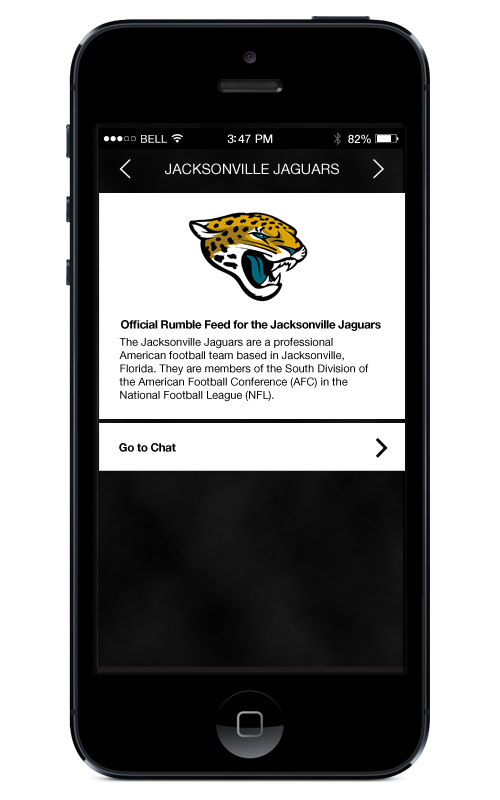 BELL 3:47 PM 82%
JACKSONVILLE JAGUARS
Official Rumble Feed for the Jacksonville Jaguars
The Jacksonville Jaguars are a professional
American football team based in Jacksonville,
Florida. They are members of the South Division of
the American Football Conference (AFC) in the
National Football League (NFL).
Go to Chat